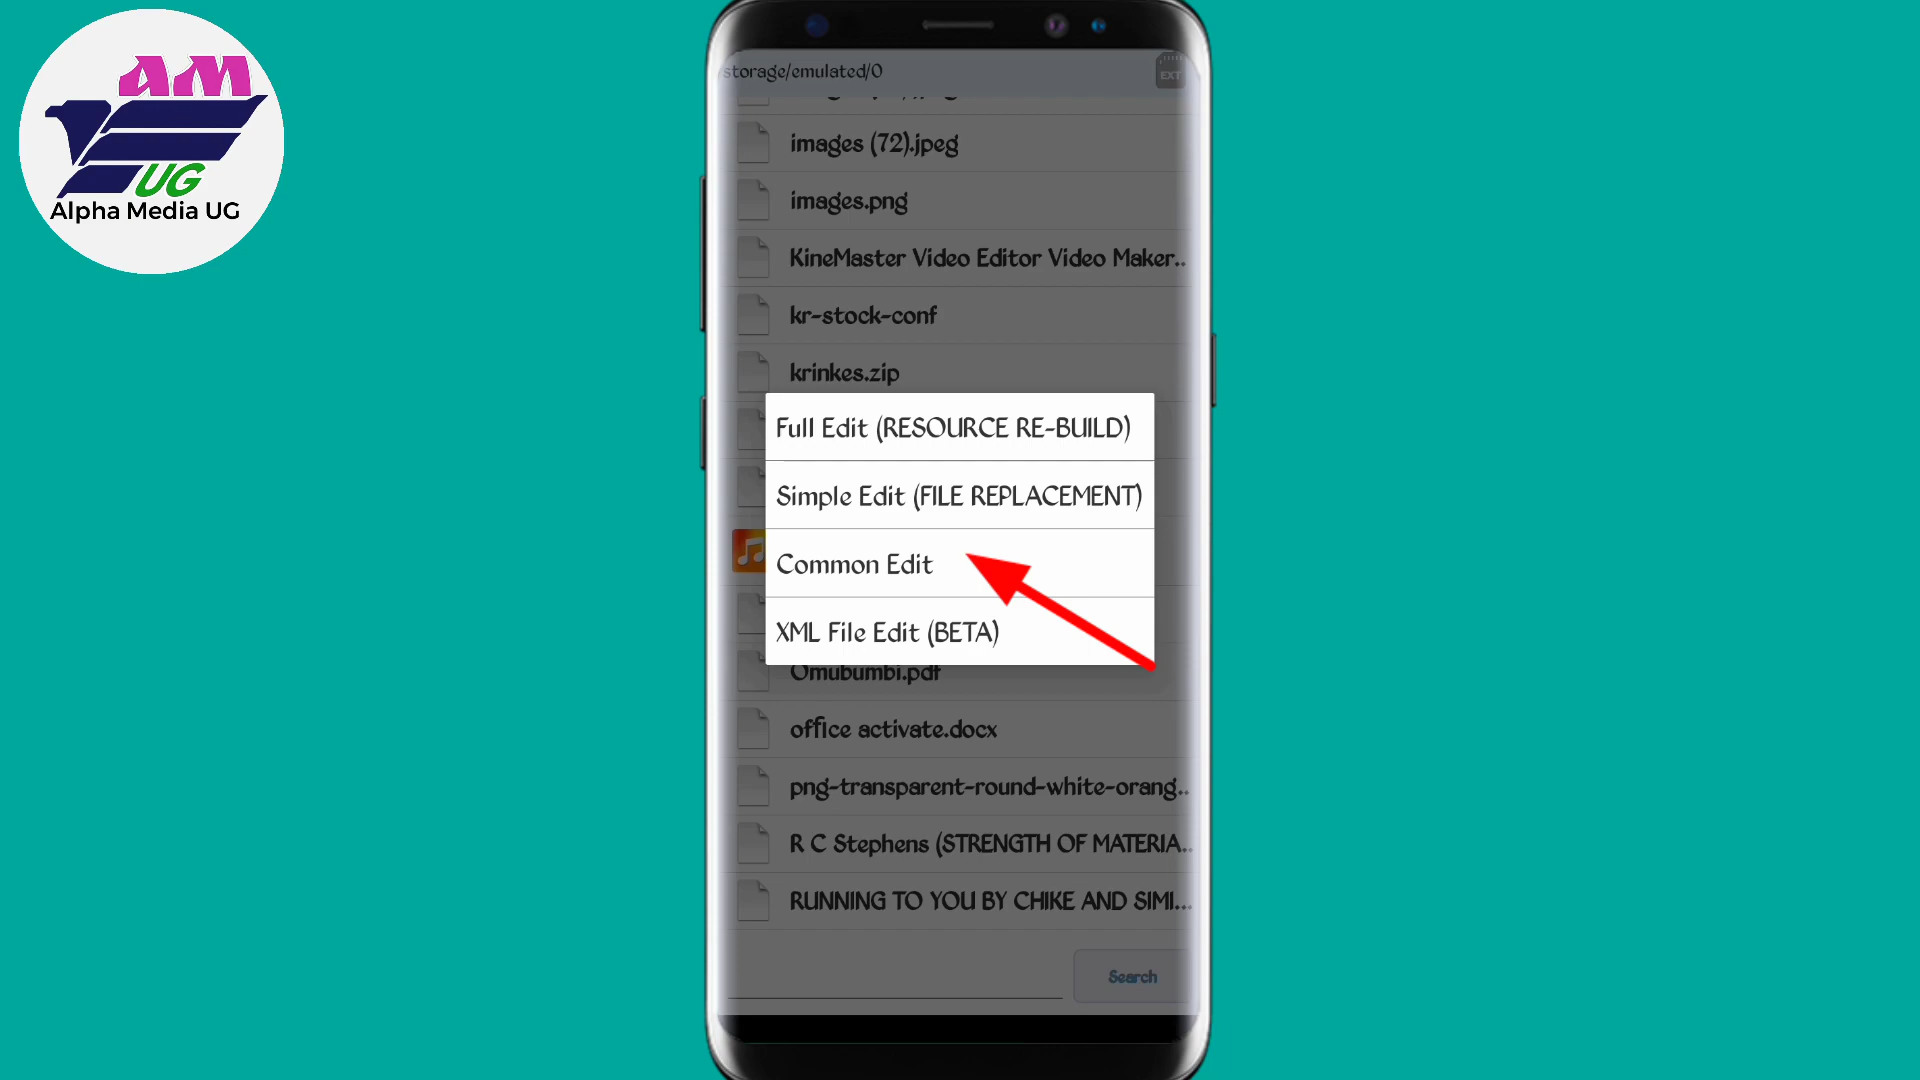 AM
UG
Alpha Media UG
/storage/emulated/0
EXT
images (72).jpeg
images.png
KineMaster Video Editor Video Maker..
kr-stock-conf
krinkes.zip
Full Edit (RESOURCE RE-BUILD)
Simple Edit (FILE REPLACEMENT)
Common Edit
XML File Edit (BETA)
Omubumbi.pdf
office activate.docx
png-transparent-round-white-orang..
R C Stephens (STRENGTH OF MATERIA..
RUNNING TO YOU BY CHIKE AND SIMI...
Search